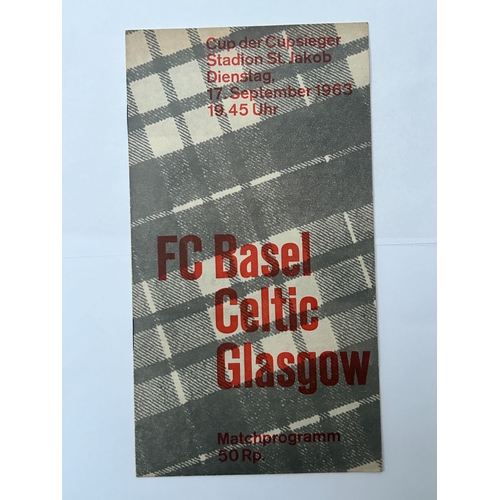 Cup der Cupsieger
Stadion St. Jakob
Dienstag,
17. September 1963
19.45 Uhr
FC Basel
Celtic
Glasgow
Matchprogramm
50 Rp.